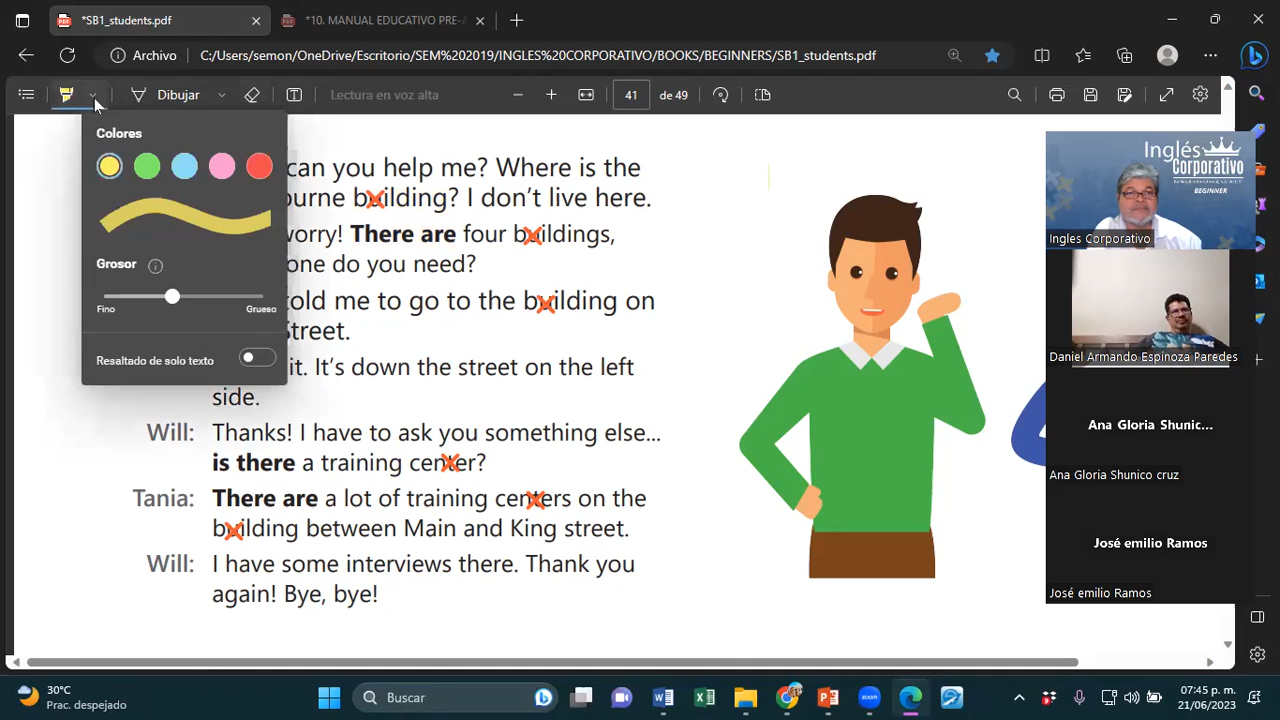 *SB1_students.pdf
*10. MANUAL EDUCATIVO PRE-A
Archivo
C:/Users/semon/OneDrive/Escritorio/SEM%202019/INGLES%20CORPORATIVO/BOOKS/BEGINNERS/SB1_students.pdf
Dibujar
Lectura en voz alta
41
de 49
Colores
Grosor
Fino
Grueso
Resaltado de solo texto
can you help me? Where is the
ourne building? I don't live here.
worry! There are four buildings,
one do you need?
told me to go to the building on
Street.
it. It's down the street on the left
side.
Will: Thanks! I have to ask you something else...
is there a training center?
Tania: There are a lot of training centers on the
building between Main and King street.
Will: I have some interviews there. Thank you
again! Bye, bye!
Inglés
Corporativo
BEGINNER
Ingles Corporativo
Daniel Armando Espinoza Paredes
Ana Gloria Shunic...
Ana Gloria Shunico cruz
José emilio Ramos
José emilio Ramos
30°C
Prac. despejado
Buscar
zoom
07:45 p. m.
21/06/2023